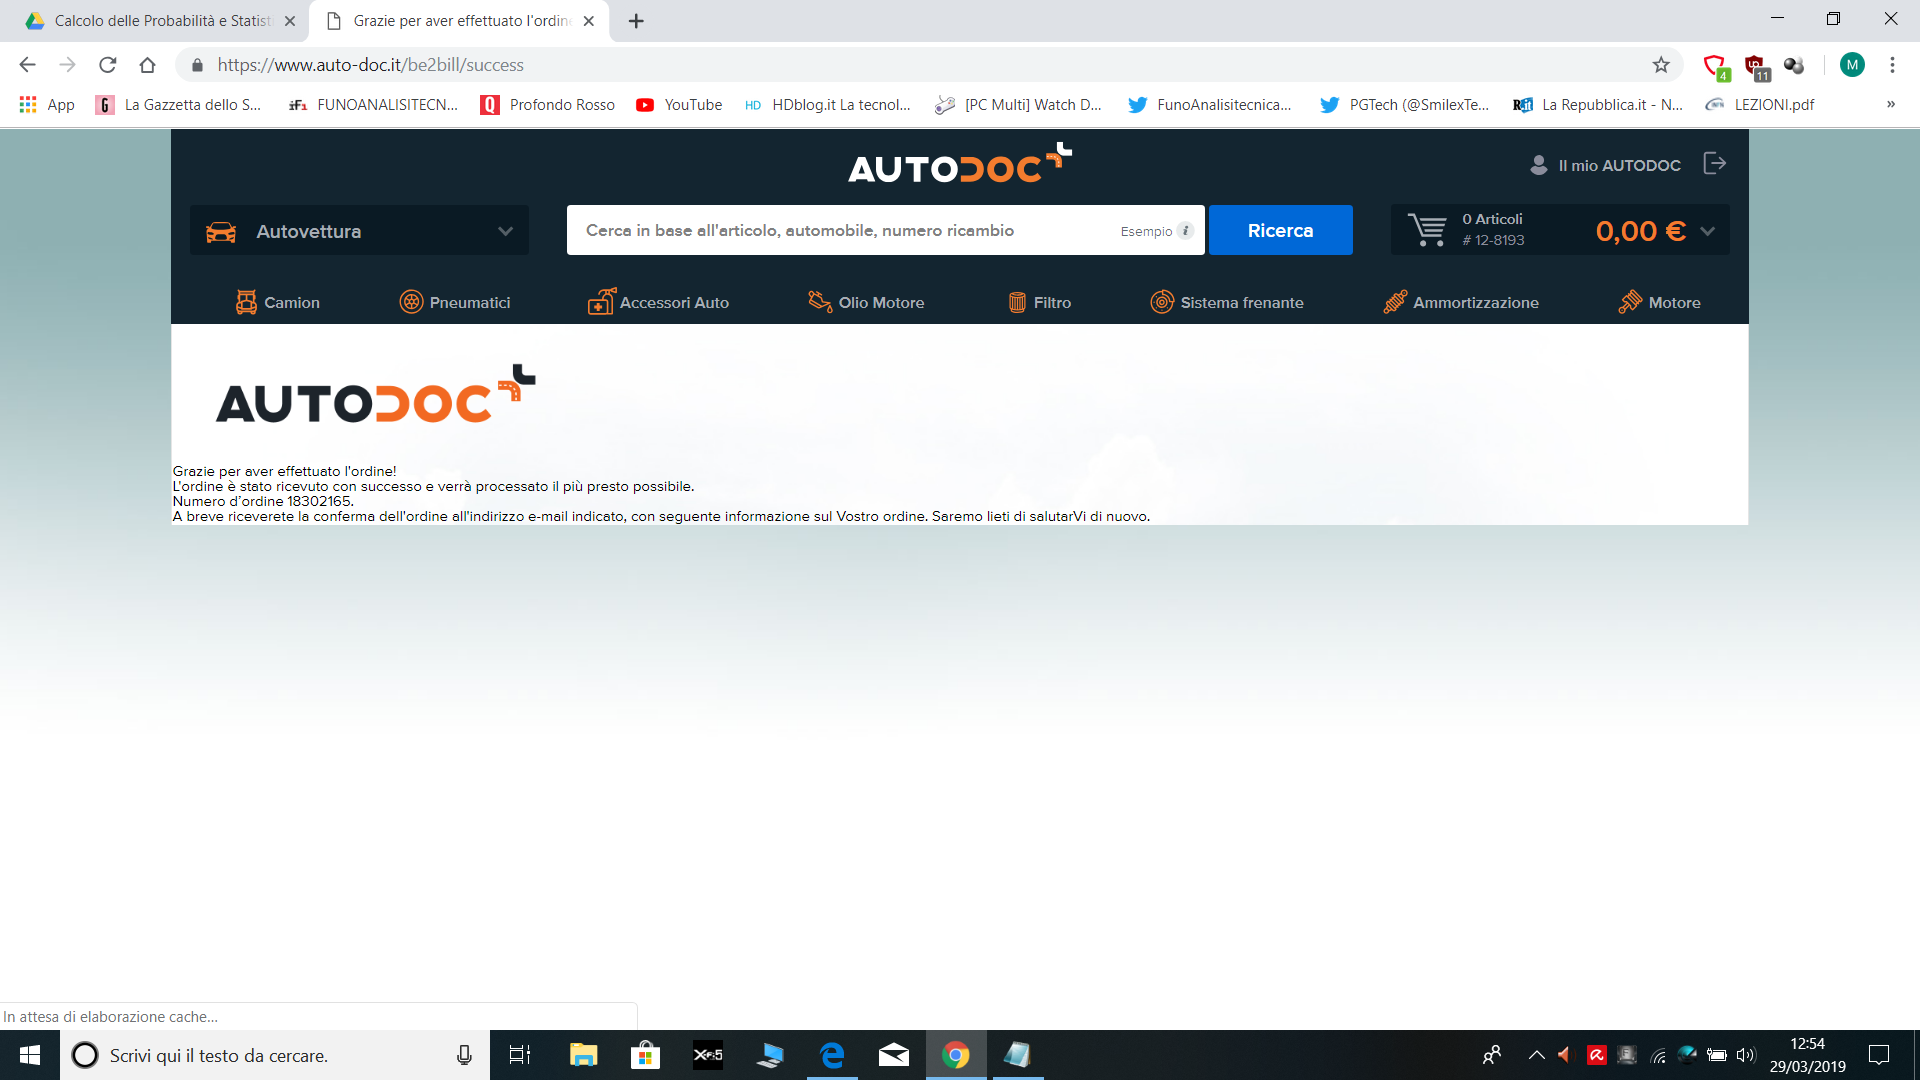 Calcolo delle Probabilità e Statist
Grazie per aver effettuato l'ordin
https://www.auto-doc.it/be2bill/success
4
11
M
App
G
La Gazzetta dello S...
FUNOANALISITECN...
Q
Profondo Rosso
YouTube
HD
HDblog.it La tecnol...
[PC Multi] Watch D...
FunoAnalisitecnica...
PGTech (@SmilexTe...
La Repubblica.it - N...
LEZIONI.pdf
»
AUTODOC
Il mio AUTODOC
Autovettura
Cerca in base all'articolo, automobile, numero ricambio
Esempio i
Ricerca
0 Articoli
# 12-8193
0,00 €
Camion
Pneumatici
Accessori Auto
Olio Motore
Filtro
Sistema frenante
Ammortizzazione
Motore
AUTODOC
Grazie per aver effettuato l'ordine!
L'ordine è stato ricevuto con successo e verrà processato il più presto possibile.
Numero d'ordine 18302165.
A breve riceverete la conferma dell'ordine all'indirizzo e-mail indicato, con seguente informazione sul Vostro ordine. Saremo lieti di salutarVi di nuovo.
In attesa di elaborazione cache...
Scrivi qui il testo da cercare.
12:54
29/03/2019